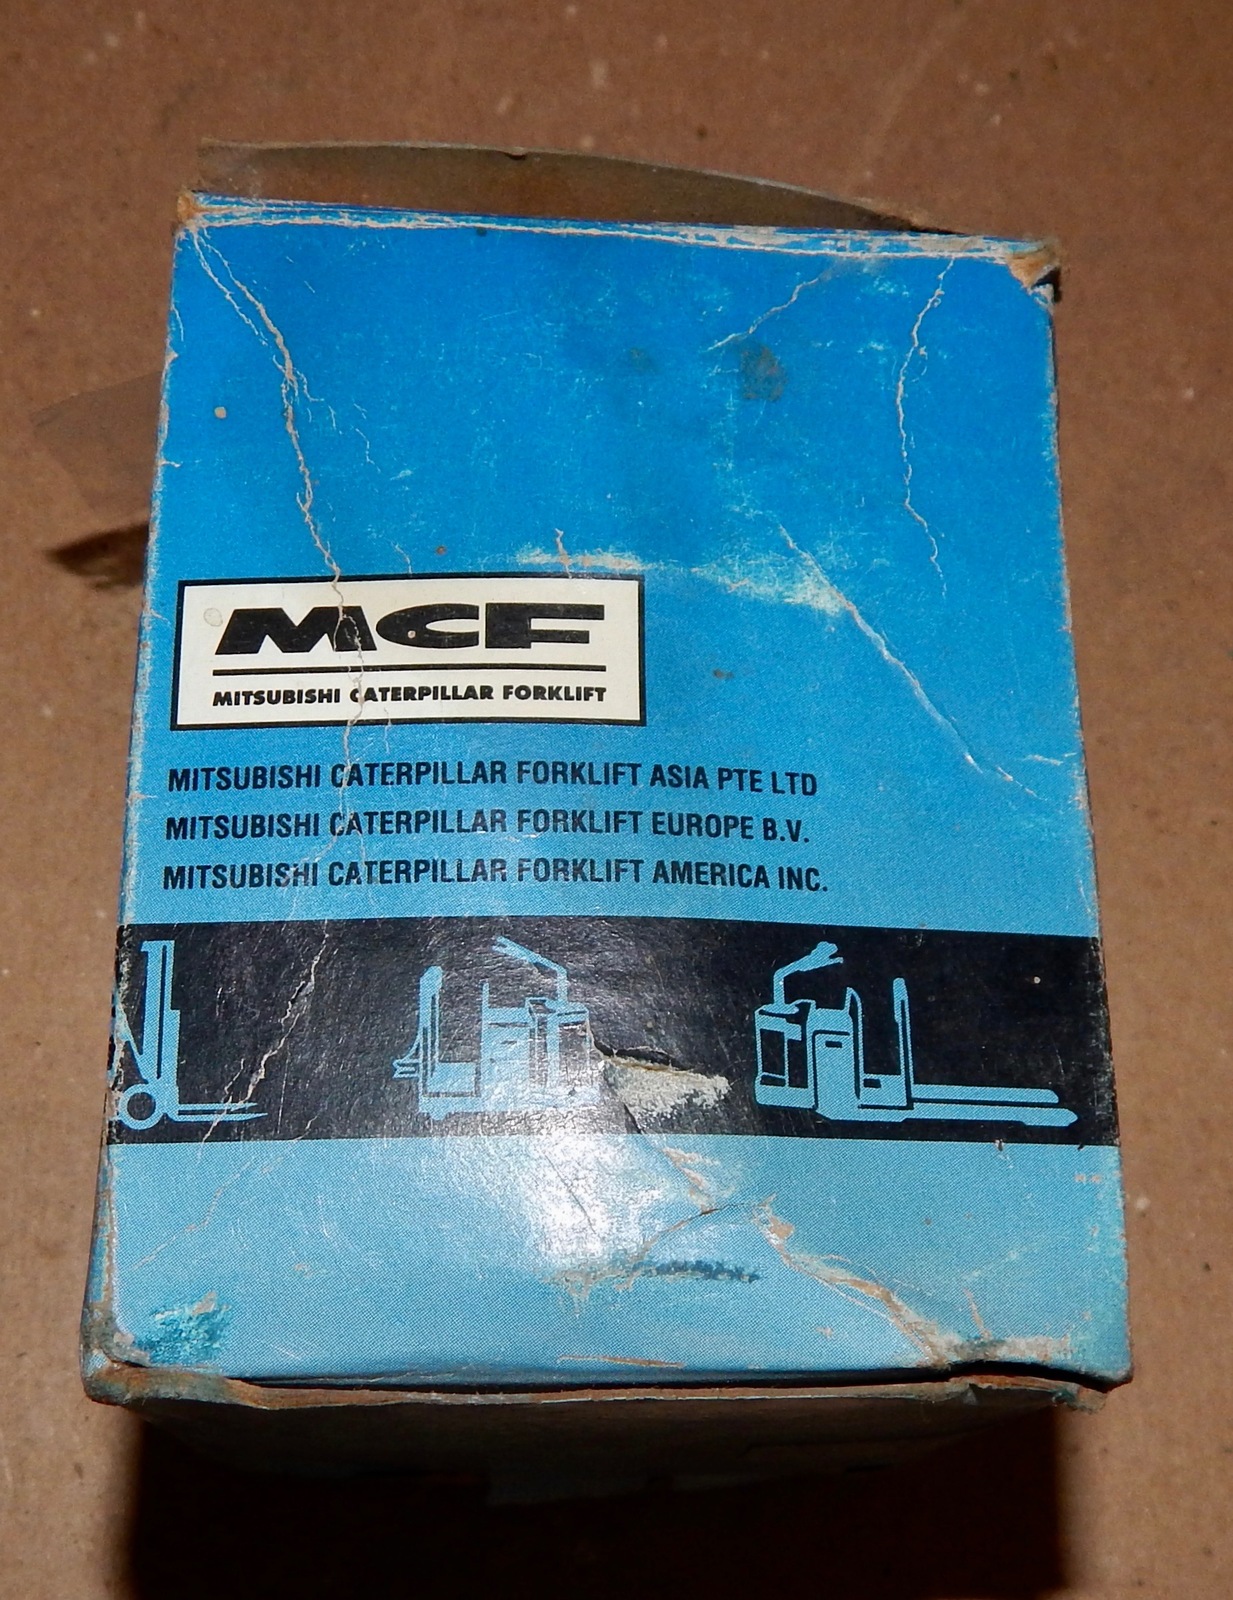 MCF
MITSUBISHI CATERPILLAR FORKLIFT
MITSUBISHI CATERPILLAR FORKLIFT ASIA PTE LTD
MITSUBISHI CATERPILLAR FORKLIFT EUROPE B.V.
MITSUBISHI CATERPILLAR FORKLIFT AMERICA INC.